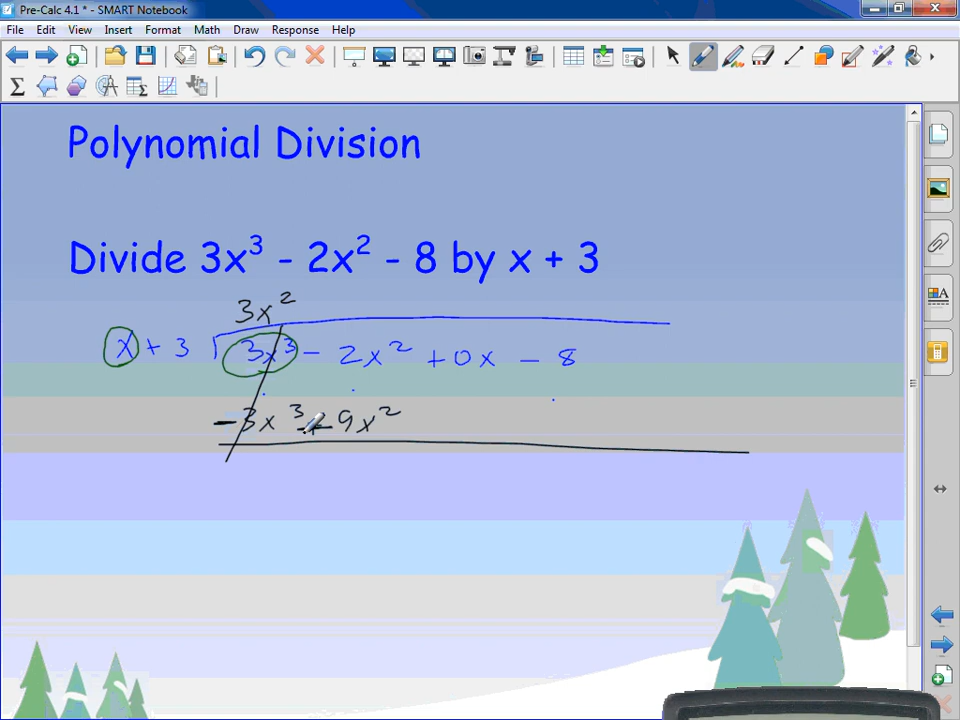 Pre-Calc 4.1 * - SMART Notebook
File Edit View Insert Format Math Draw Response Help
Polynomial Division
Divide 3x³ - 2x² - 8 by x + 3
3x²
x + 3 3x³ - 2x² + 0x - 8
- 3x³ - 9x²